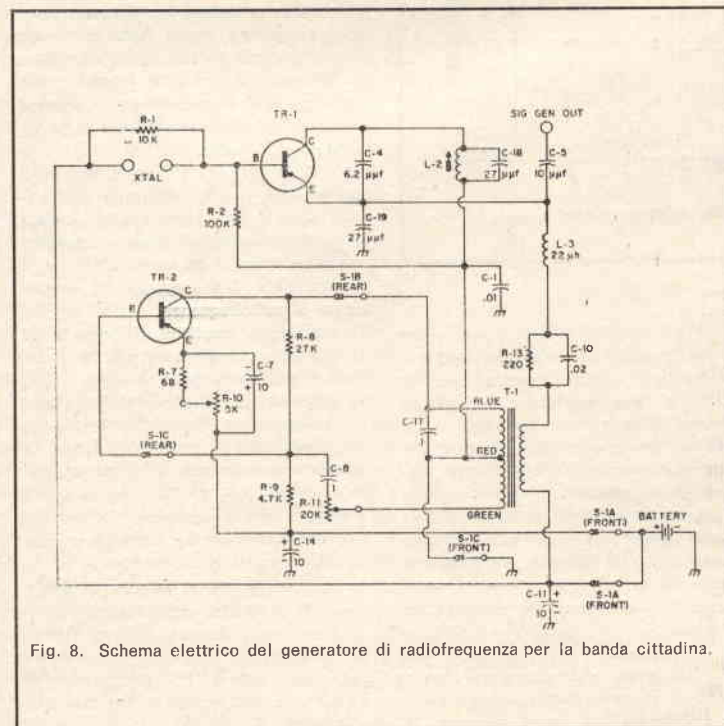 TR-1
SIG GEN OUT
R-1
10K
XTAL
B
C
E
C-4
6.2
μμf
L-2
C-18
27
μμf
C-5
10 μμf
R-2
100K
C-19
27
μμf
L-3
22μh
TR-2
C
E
S-1B
(REAR)
C-1
.01
R-8
27K
R-13
220
C-10
.02
R-7
68
C-7
10
R-10
5K
C
T-1
BLUE
C-17
.1
RED
S-1C
(REAR)
C-8
.1
R-9
4.7K
R-11
20K
GREEN
S-1A
(FRONT)
BATTERY
+
-
C-14
10
S-1C
(FRONT)
S-1A
(FRONT)
C-11
10
Fig. 8. Schema elettrico del generatore di radiofrequenza per la banda cittadina.